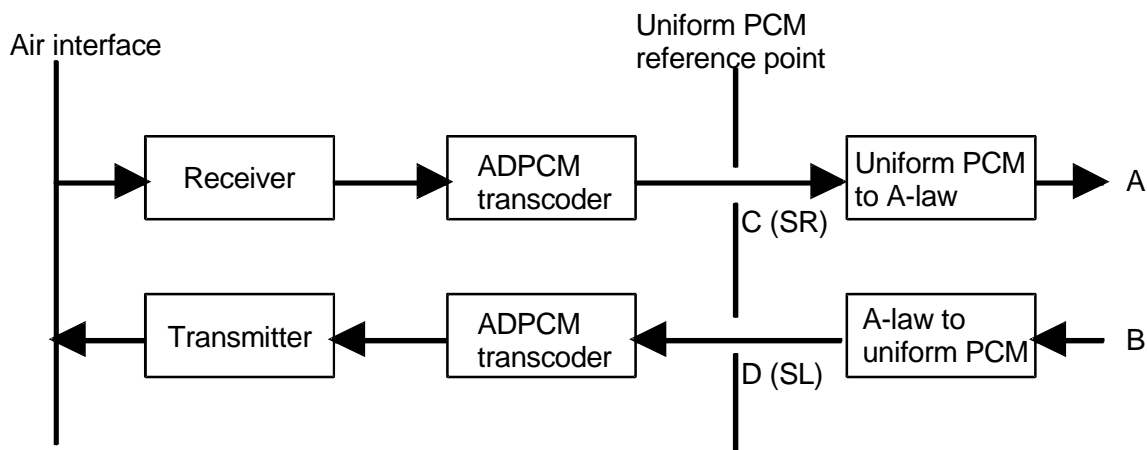 Air interface
Uniform PCM
reference point
Receiver
ADPCM
transcoder
Uniform PCM
to A-law
A
C (SR)
Transmitter
ADPCM
transcoder
A-law to
uniform PCM
B
D (SL)